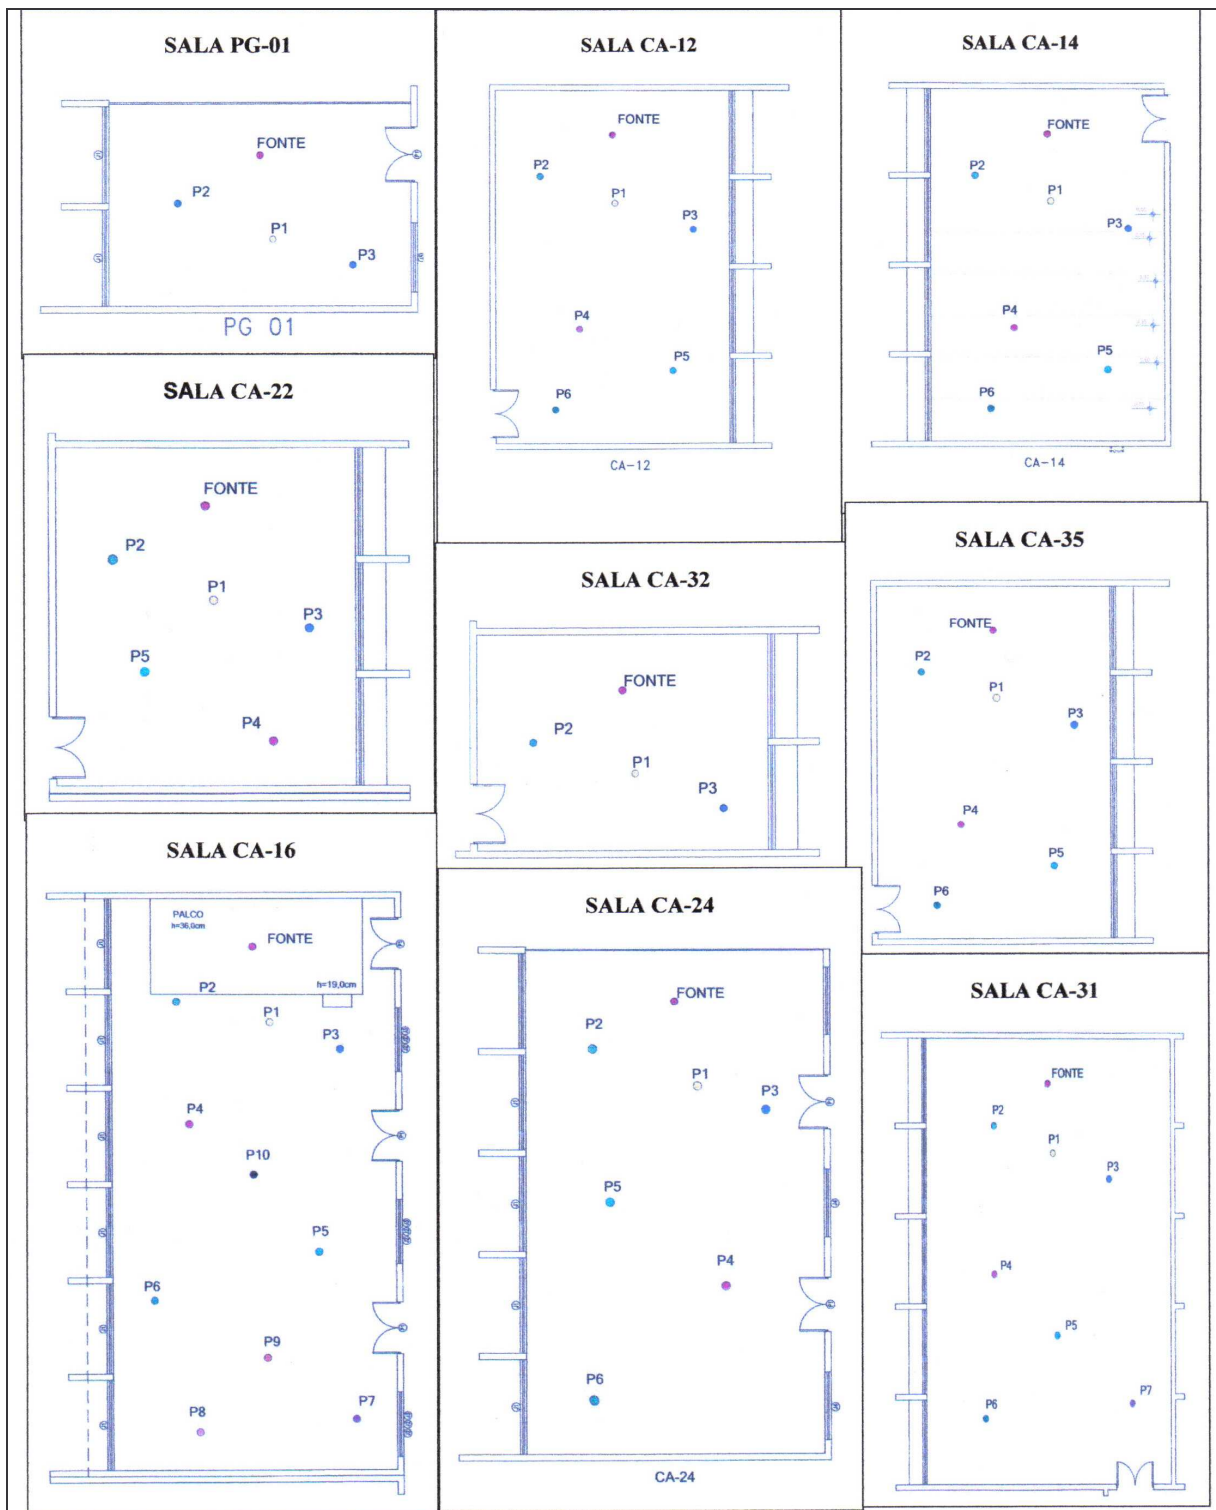 SALA PG-01
FONTE
P2
P1
P3
PG 01
SALA CA-12
FONTE
P2
P1
P3
P4
P5
P6
CA-12
SALA CA-14
FONTE
P2
P1
P3
P4
P5
P6
CA-14
SALA CA-22
FONTE
P2
P1
P3
P5
P4
SALA CA-32
FONTE
P2
P1
P3
SALA CA-35
FONTE
P2
P1
P3
P4
P5
P6
SALA CA-16
PALCO
h=36,0cm
FONTE
h=19,0cm
P2
P1
P3
P4
P10
P5
P6
P9
P7
P8
SALA CA-24
FONTE
P2
P1
P3
P5
P4
P6
CA-24
SALA CA-31
FONTE
P2
P1
P3
P4
P5
P7
P6